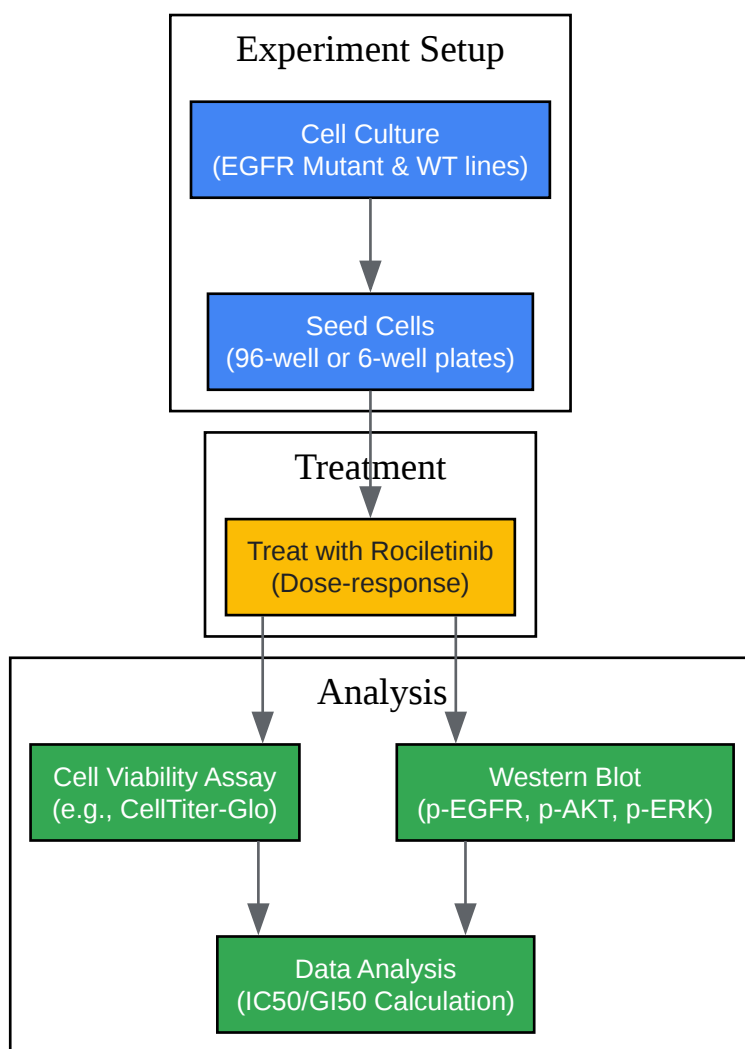 Experiment Setup
Cell Culture
(EGFR Mutant & WT lines)
Seed Cells
(96-well or 6-well plates)
Treatment
Treat with Rociletinib
(Dose-response)
Analysis
Cell Viability Assay
(e.g., CellTiter-Glo)
Western Blot
(p-EGFR, p-AKT, p-ERK)
Data Analysis
(IC50/GI50 Calculation)